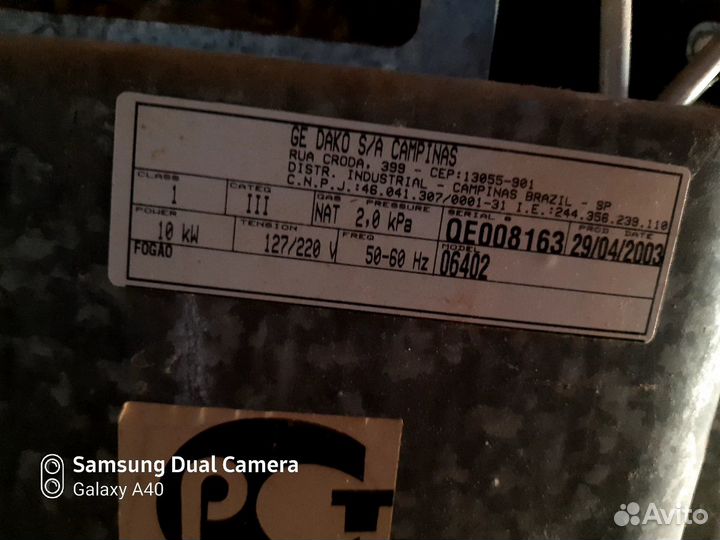 GE DAKO S/A CAMPINAS
RUA CRODA, 399 - CEP:13055-901
DISTR. INDUSTRIAL - CAMPINAS BRAZIL - SP
C.N.P.J.:46.041.307/0001-31 I.E.:244.356.239.110
CLASS CATEG GAS PRESSURE SERIAL # PROD DATE
1 III NAT 2,0 kPa OE008163 29/04/2003
POWER TENSION FREQ MODEL
10 kW 127/220 V 50-60 Hz 06402
FOGAO
РСТ
Samsung Dual Camera
Galaxy A40
Avito